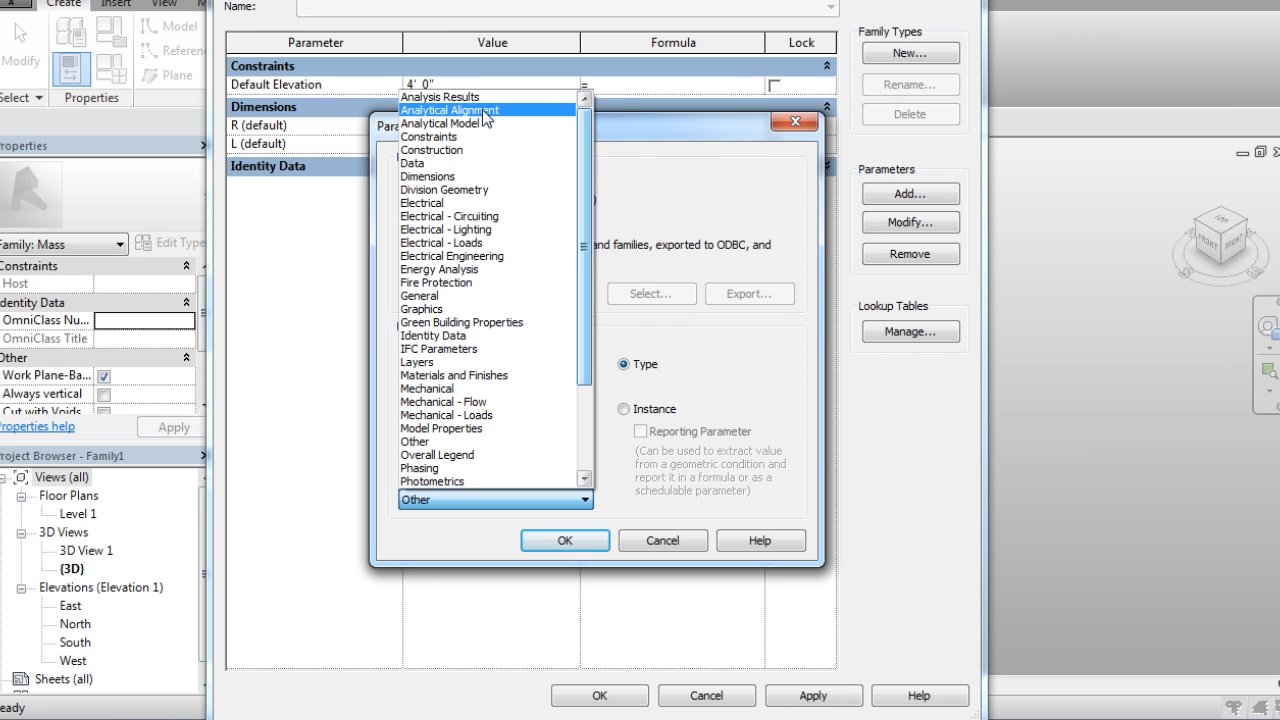 Create
Insert
View
Modify
Select
Model
Plane
Properties
Name:
Parameter
Value
Formula
Lock
Constraints
Default Elevation
4' 0"
=
Dimensions
R (default)
L (default)
Identity Data
Family Types
New...
Rename...
Delete
Parameters
Add...
Modify...
Remove
Lookup Tables
Manage...
Analysis Results
Analytical Alignment
Analytical Model
Constraints
Construction
Data
Dimensions
Division Geometry
Electrical
Electrical - Circuiting
Electrical - Lighting
Electrical - Loads
Electrical Engineering
Energy Analysis
Fire Protection
General
Graphics
Green Building Properties
Identity Data
IFC Parameters
Layers
Materials and Finishes
Mechanical
Mechanical - Flow
Mechanical - Loads
Model Properties
Other
Overall Legend
Phasing
Photometrics
Other
and families, exported to ODBC, and
Select...
Export...
Type
Instance
Reporting Parameter
(Can be used to extract value
from a geometric condition and
report it in a formula or as a
schedulable parameter)
OK
Cancel
Help
OK
Cancel
Apply
Help
roperties
Family: Mass
Edit Type
Constraints
Host
dentity Data
OmniClass Nu...
OmniClass Title
Other
Work Plane-Ba...
Always vertical
Cut with Voids
roperties help
Apply
roject Browser - Family1
Views (all)
Floor Plans
Level 1
3D Views
3D View 1
{3D}
Elevations (Elevation 1)
East
North
South
West
Sheets (all)
eady
TOP
FRONT
RIGHT